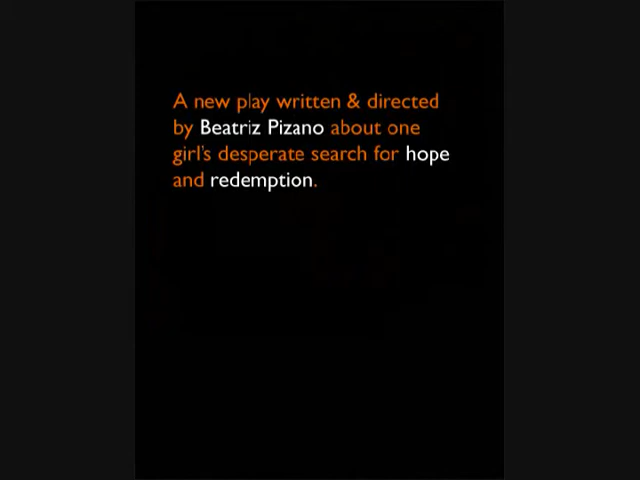 A new play written & directed
by Beatriz Pizano about one
girl's desperate search for hope
and redemption.